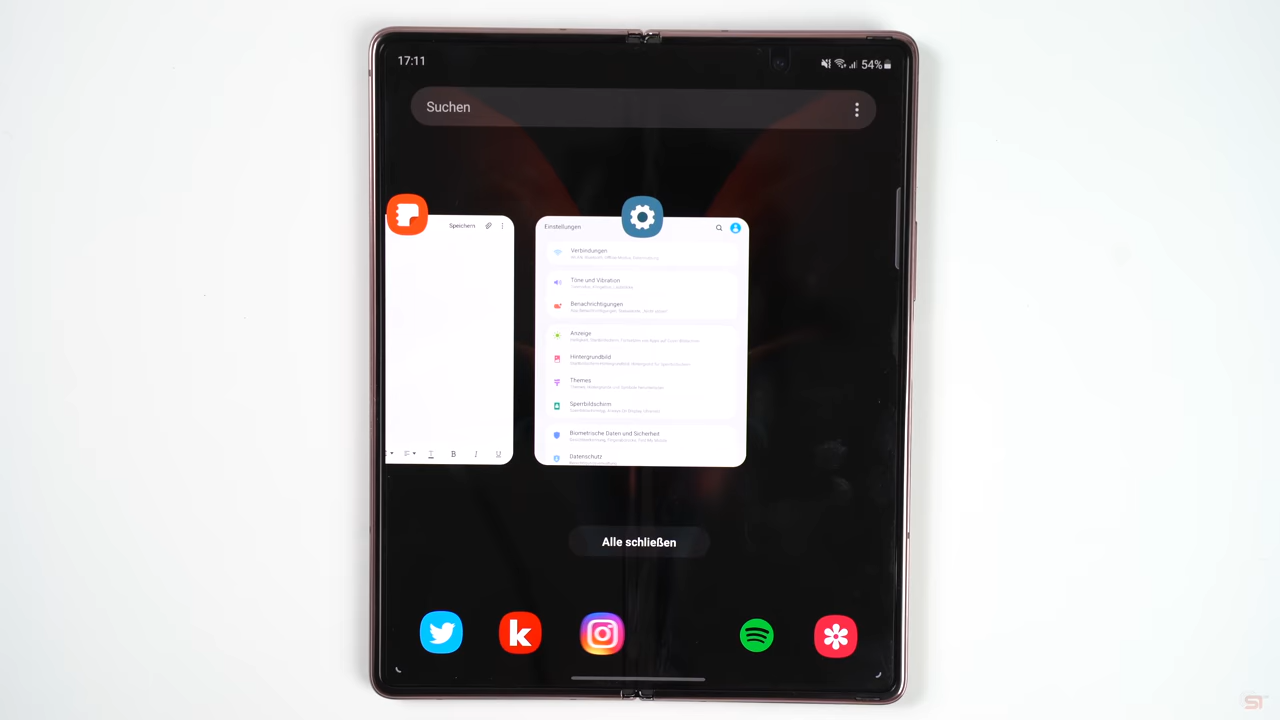 17:11
54%
Suchen
Speichern
Einstellungen
Verbindungen
Töne und Vibration
Benachrichtigungen
Anzeige
Hintergrundbild
Themes
Sperrbildschirm
Biometrische Daten und Sicherheit
Datenschutz
B I U
Alle schließen
k
ST